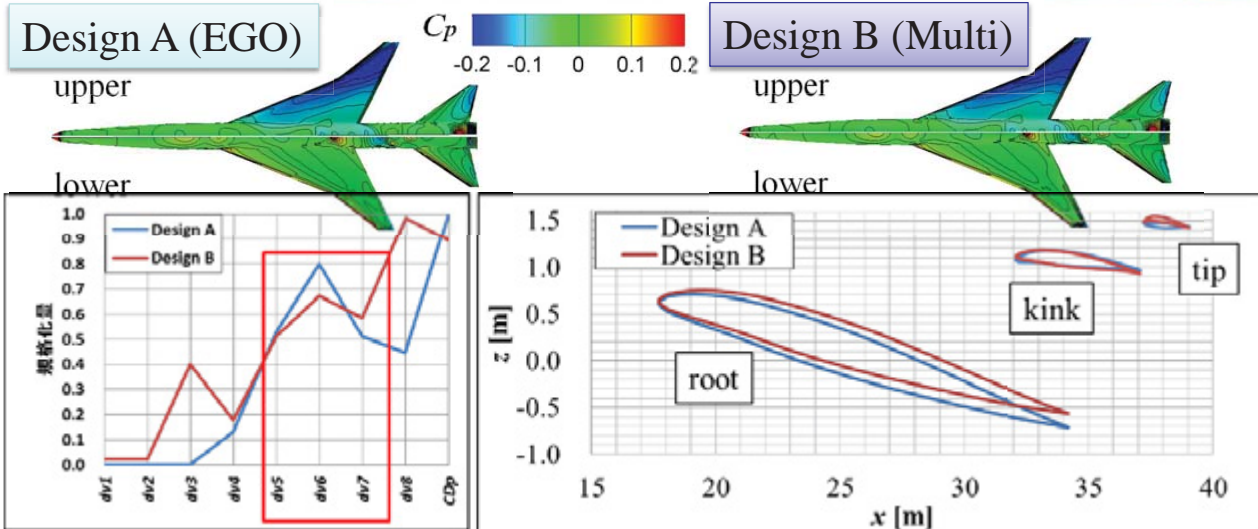 Design A (EGO)
Cp
-0.2 -0.1 0 0.1 0.2
Design B (Multi)
upper
lower
upper
lower
1.0
0.9
0.8
0.7
0.6
0.5
0.4
0.3
0.2
0.1
0.0
規格化量
Design A
Design B
dv1 dv2 dv3 dv4 dv5 dv6 dv7 dv8 CDp
1.5
1.0
0.5
0.0
-0.5
-1.0
z [m]
Design A
Design B
tip
kink
root
15 20 25 30 35 40
x [m]